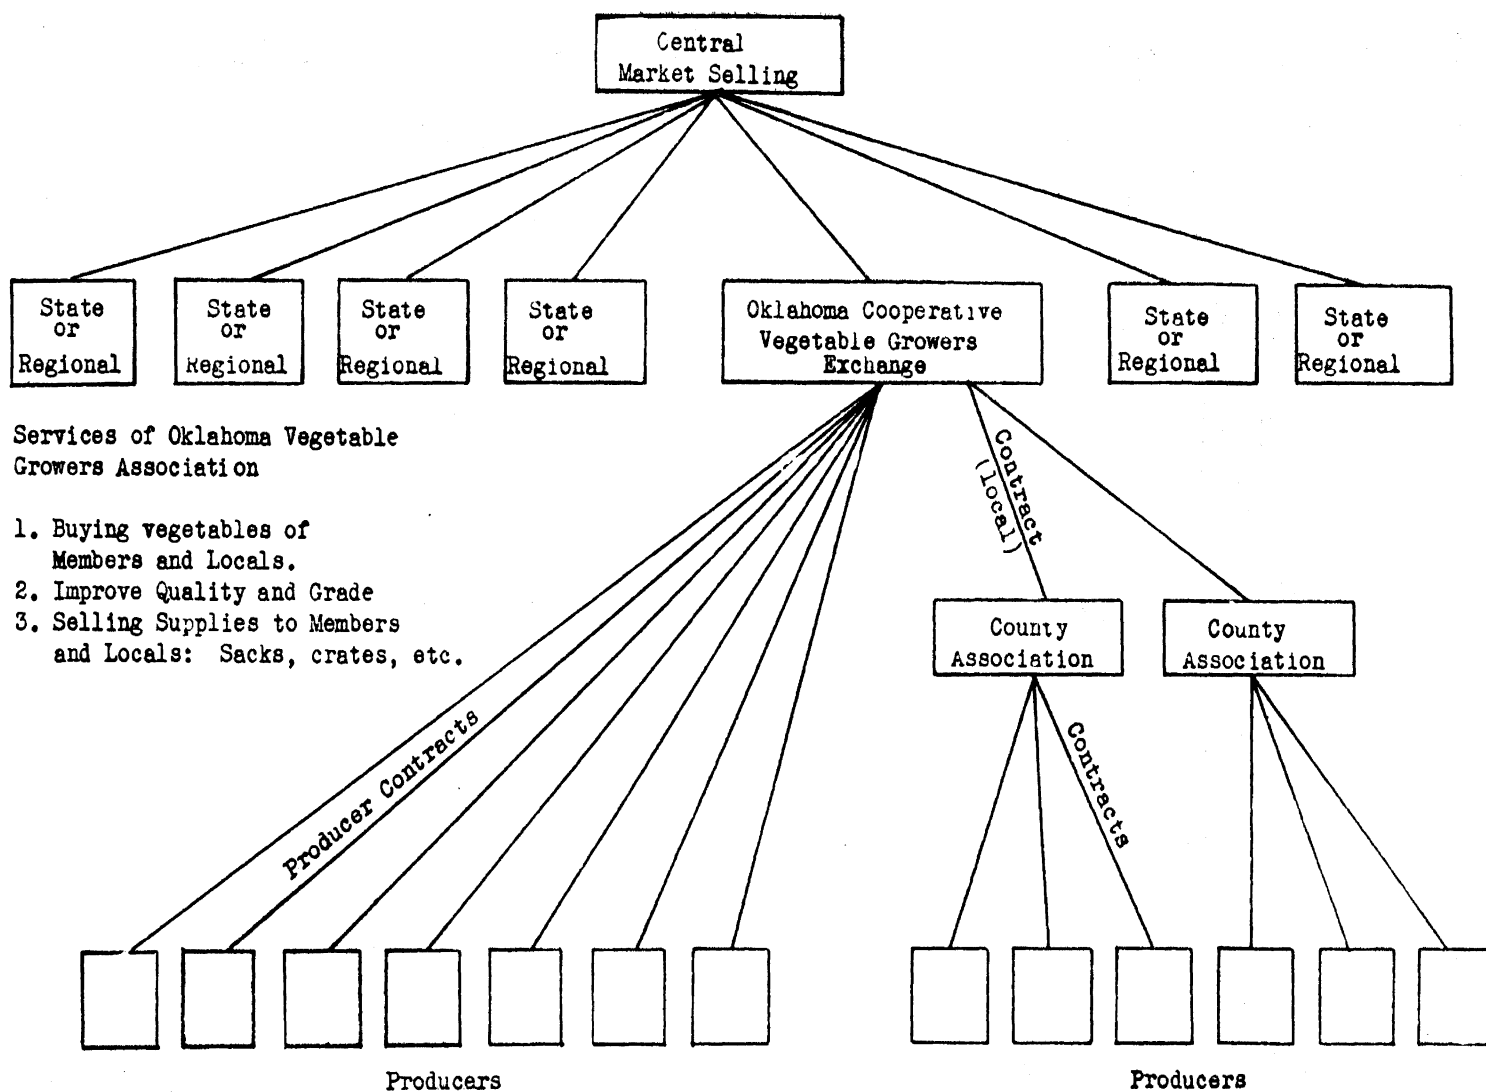 Central
Market Selling
State
or
Regional
State
or
Regional
State
or
Regional
State
or
Regional
Oklahoma Cooperative
Vegetable Growers
Exchange
State
or
Regional
State
or
Regional
Services of Oklahoma Vegetable
Growers Association
1. Buying vegetables of
Members and Locals.
2. Improve Quality and Grade
3. Selling Supplies to Members
and Locals: Sacks, crates, etc.
Contract
(local)
County
Association
County
Association
Producer Contracts
Contracts
Producers
Producers